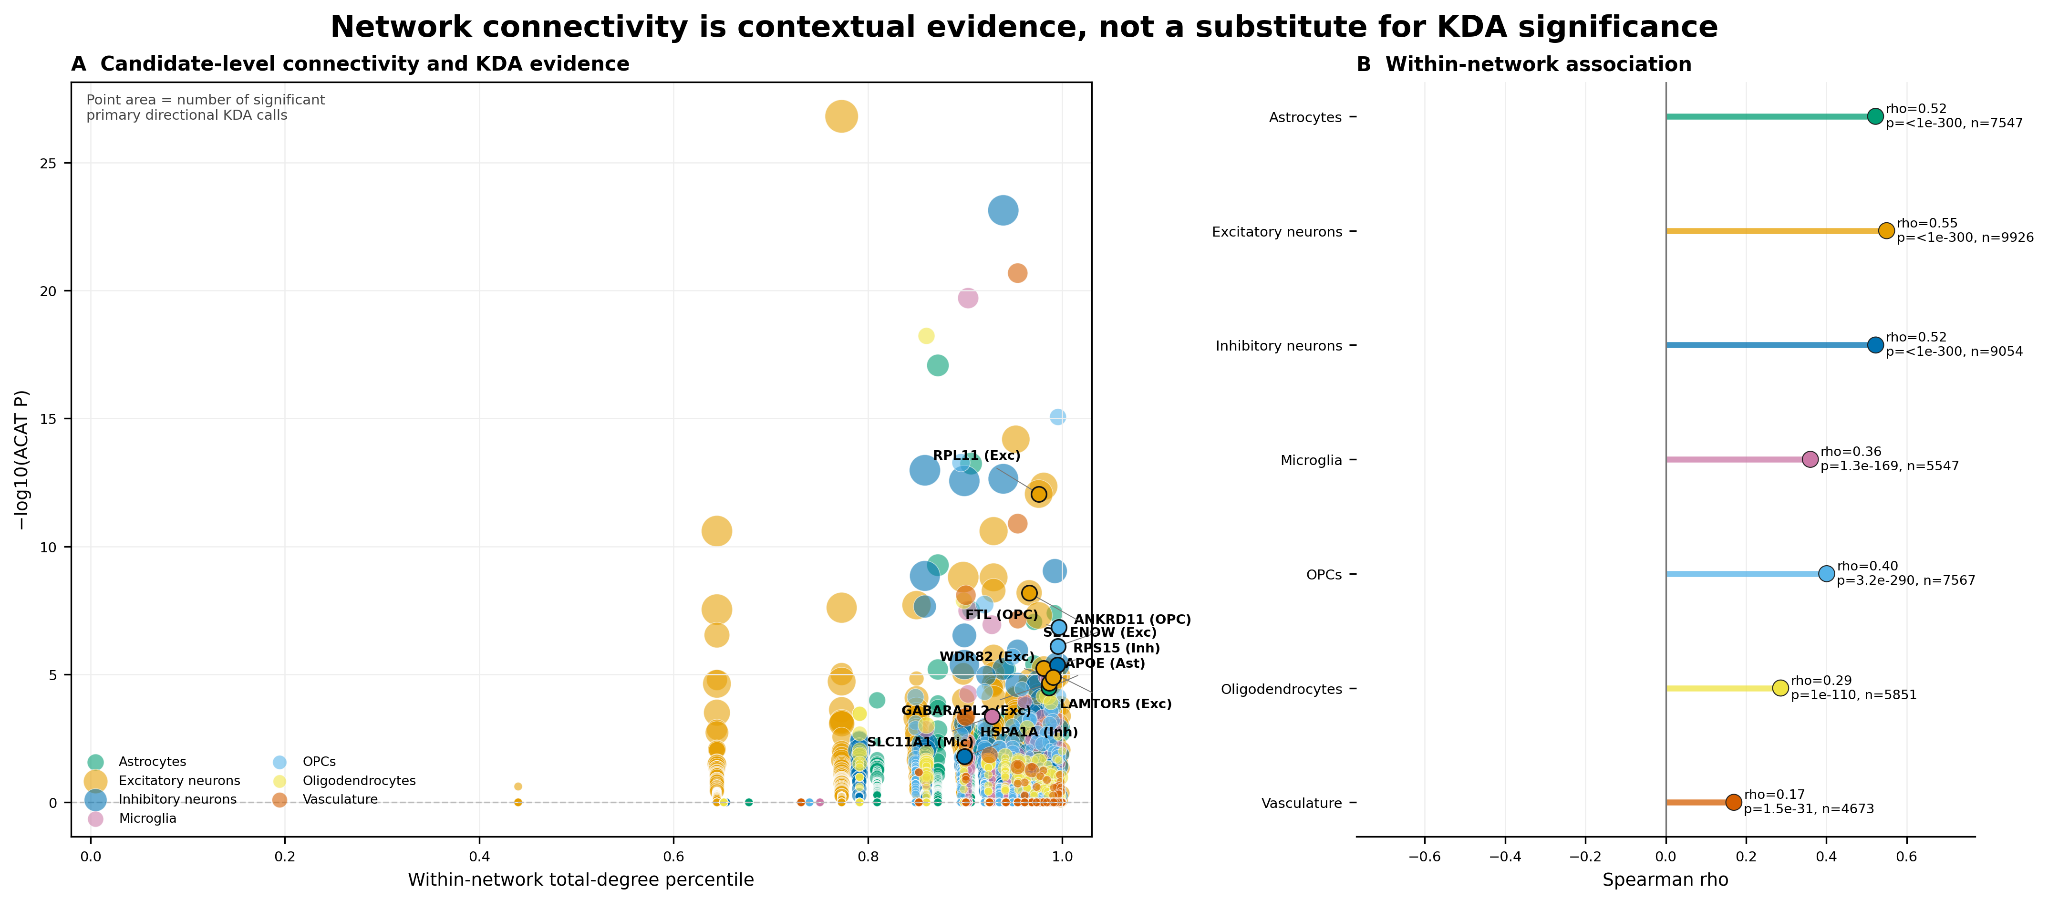 Network connectivity is contextual evidence, not a substitute for KDA significance
A  Candidate-level connectivity and KDA evidence
Point area = number of significant
primary directional KDA calls
−log10(ACAT P)
25
20
15
10
5
0
RPL11 (Exc)
FTL (OPC)
ANKRD11 (OPC)
SELENOW (Exc)
RPS15 (Inh)
WDR82 (Exc)
APOE (Ast)
LAMTOR5 (Exc)
GABARAPL2 (Exc)
HSPA1A (Inh)
SLC11A1 (Mic)
Astrocytes
Excitatory neurons
Inhibitory neurons
Microglia
OPCs
Oligodendrocytes
Vasculature
0.0 0.2 0.4 0.6 0.8 1.0
Within-network total-degree percentile
B  Within-network association
Astrocytes
rho=0.52
p=<1e-300, n=7547
Excitatory neurons
rho=0.55
p=<1e-300, n=9926
Inhibitory neurons
rho=0.52
p=<1e-300, n=9054
Microglia
rho=0.36
p=1.3e-169, n=5547
OPCs
rho=0.40
p=3.2e-290, n=7567
Oligodendrocytes
rho=0.29
p=1e-110, n=5851
Vasculature
rho=0.17
p=1.5e-31, n=4673
−0.6 −0.4 −0.2 0.0 0.2 0.4 0.6
Spearman rho